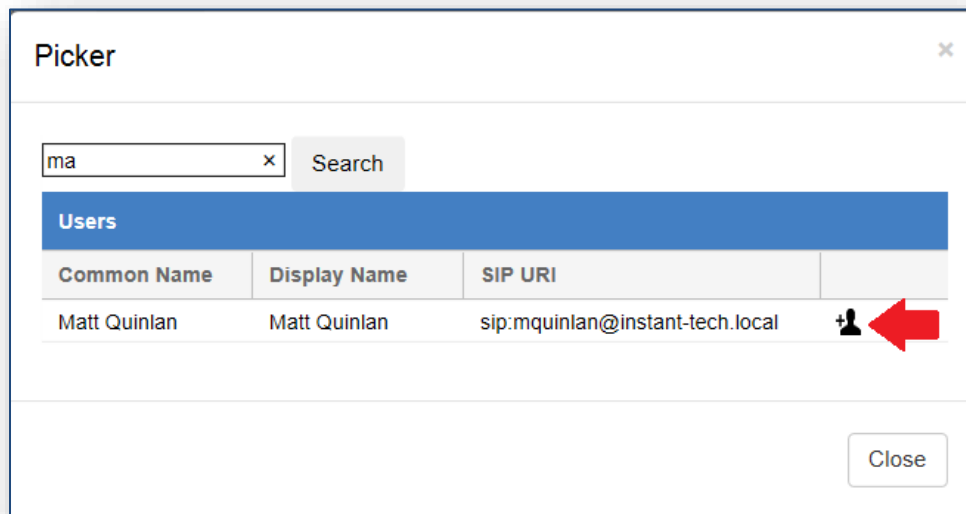 Picker ×
ma × Search
Users
Common Name Display Name SIP URI
Matt Quinlan Matt Quinlan sip:mquinlan@instant-tech.local
Close